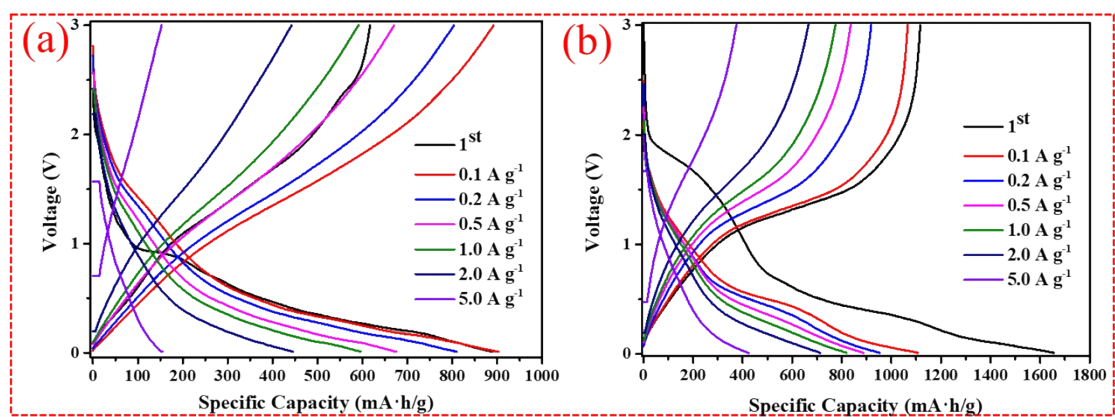 (a)
3
2
1
0
Voltage (V)
1st
0.1 A g-1
0.2 A g-1
0.5 A g-1
1.0 A g-1
2.0 A g-1
5.0 A g-1
0 100 200 300 400 500 600 700 800 900 1000
Specific Capacity (mA·h/g)
(b)
3
2
1
0
Voltage (V)
1st
0.1 A g-1
0.2 A g-1
0.5 A g-1
1.0 A g-1
2.0 A g-1
5.0 A g-1
0 200 400 600 800 1000 1200 1400 1600 1800
Specific Capacity (mA·h/g)